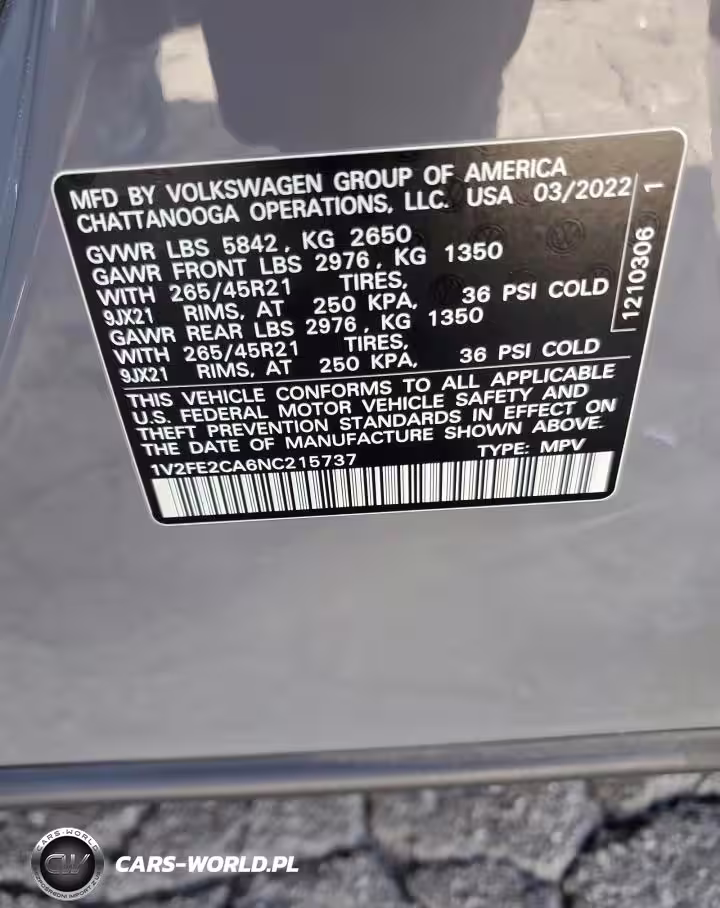 MFD BY VOLKSWAGEN GROUP OF AMERICA
CHATTANOOGA OPERATIONS, LLC. USA 03/2022
GVWR LBS 5842, KG 2650
GAWR FRONT LBS 2976, KG 1350
WITH 265/45R21 TIRES,
9JX21 RIMS, AT 250 KPA, 36 PSI COLD
GAWR REAR LBS 2976, KG 1350
WITH 265/45R21 TIRES,
9JX21 RIMS, AT 250 KPA, 36 PSI COLD
1210306 1
THIS VEHICLE CONFORMS TO ALL APPLICABLE
U.S. FEDERAL MOTOR VEHICLE SAFETY AND
THEFT PREVENTION STANDARDS IN EFFECT ON
THE DATE OF MANUFACTURE SHOWN ABOVE.
1V2FE2CA6NC215737 TYPE: MPV
CARS-WORLD
CW
CARS-WORLD.PL